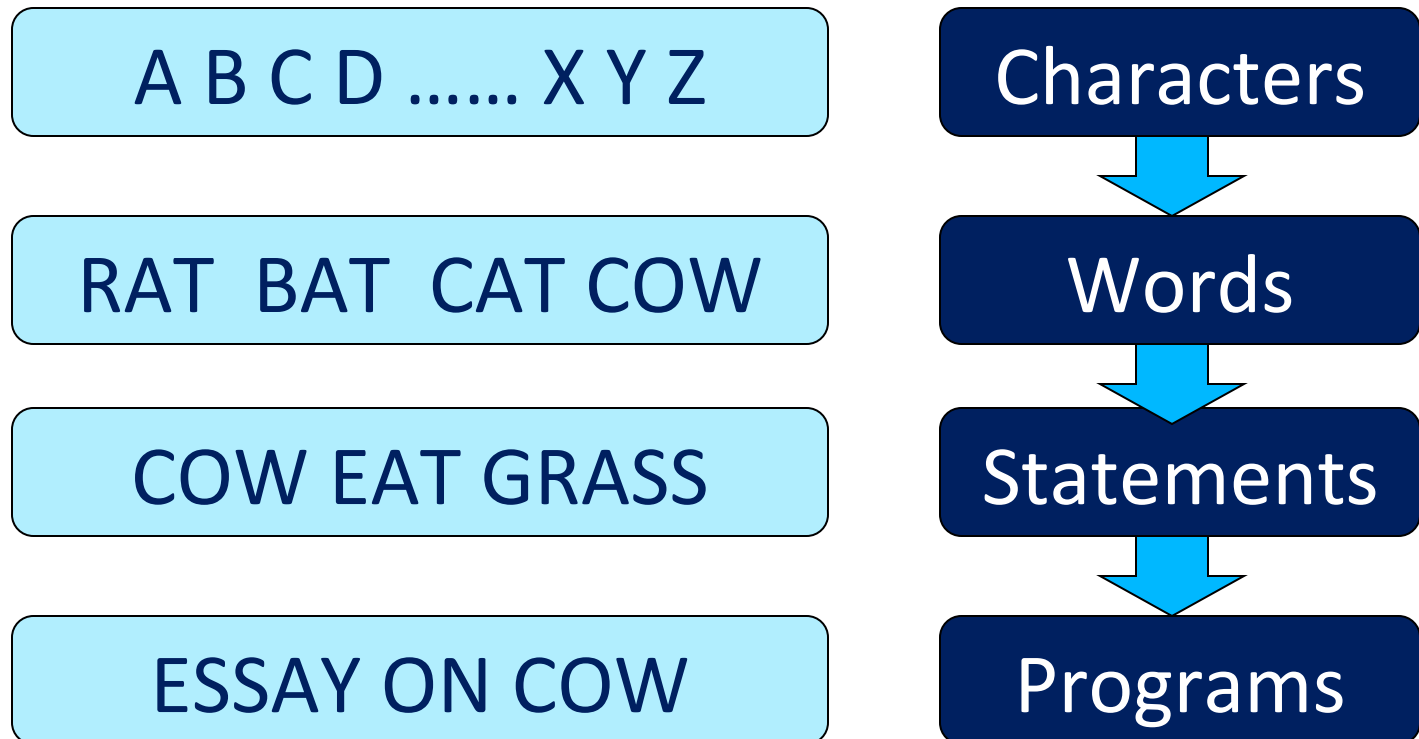 A B C D ...... X Y Z
Characters
RAT BAT CAT COW
Words
COW EAT GRASS
Statements
ESSAY ON COW
Programs